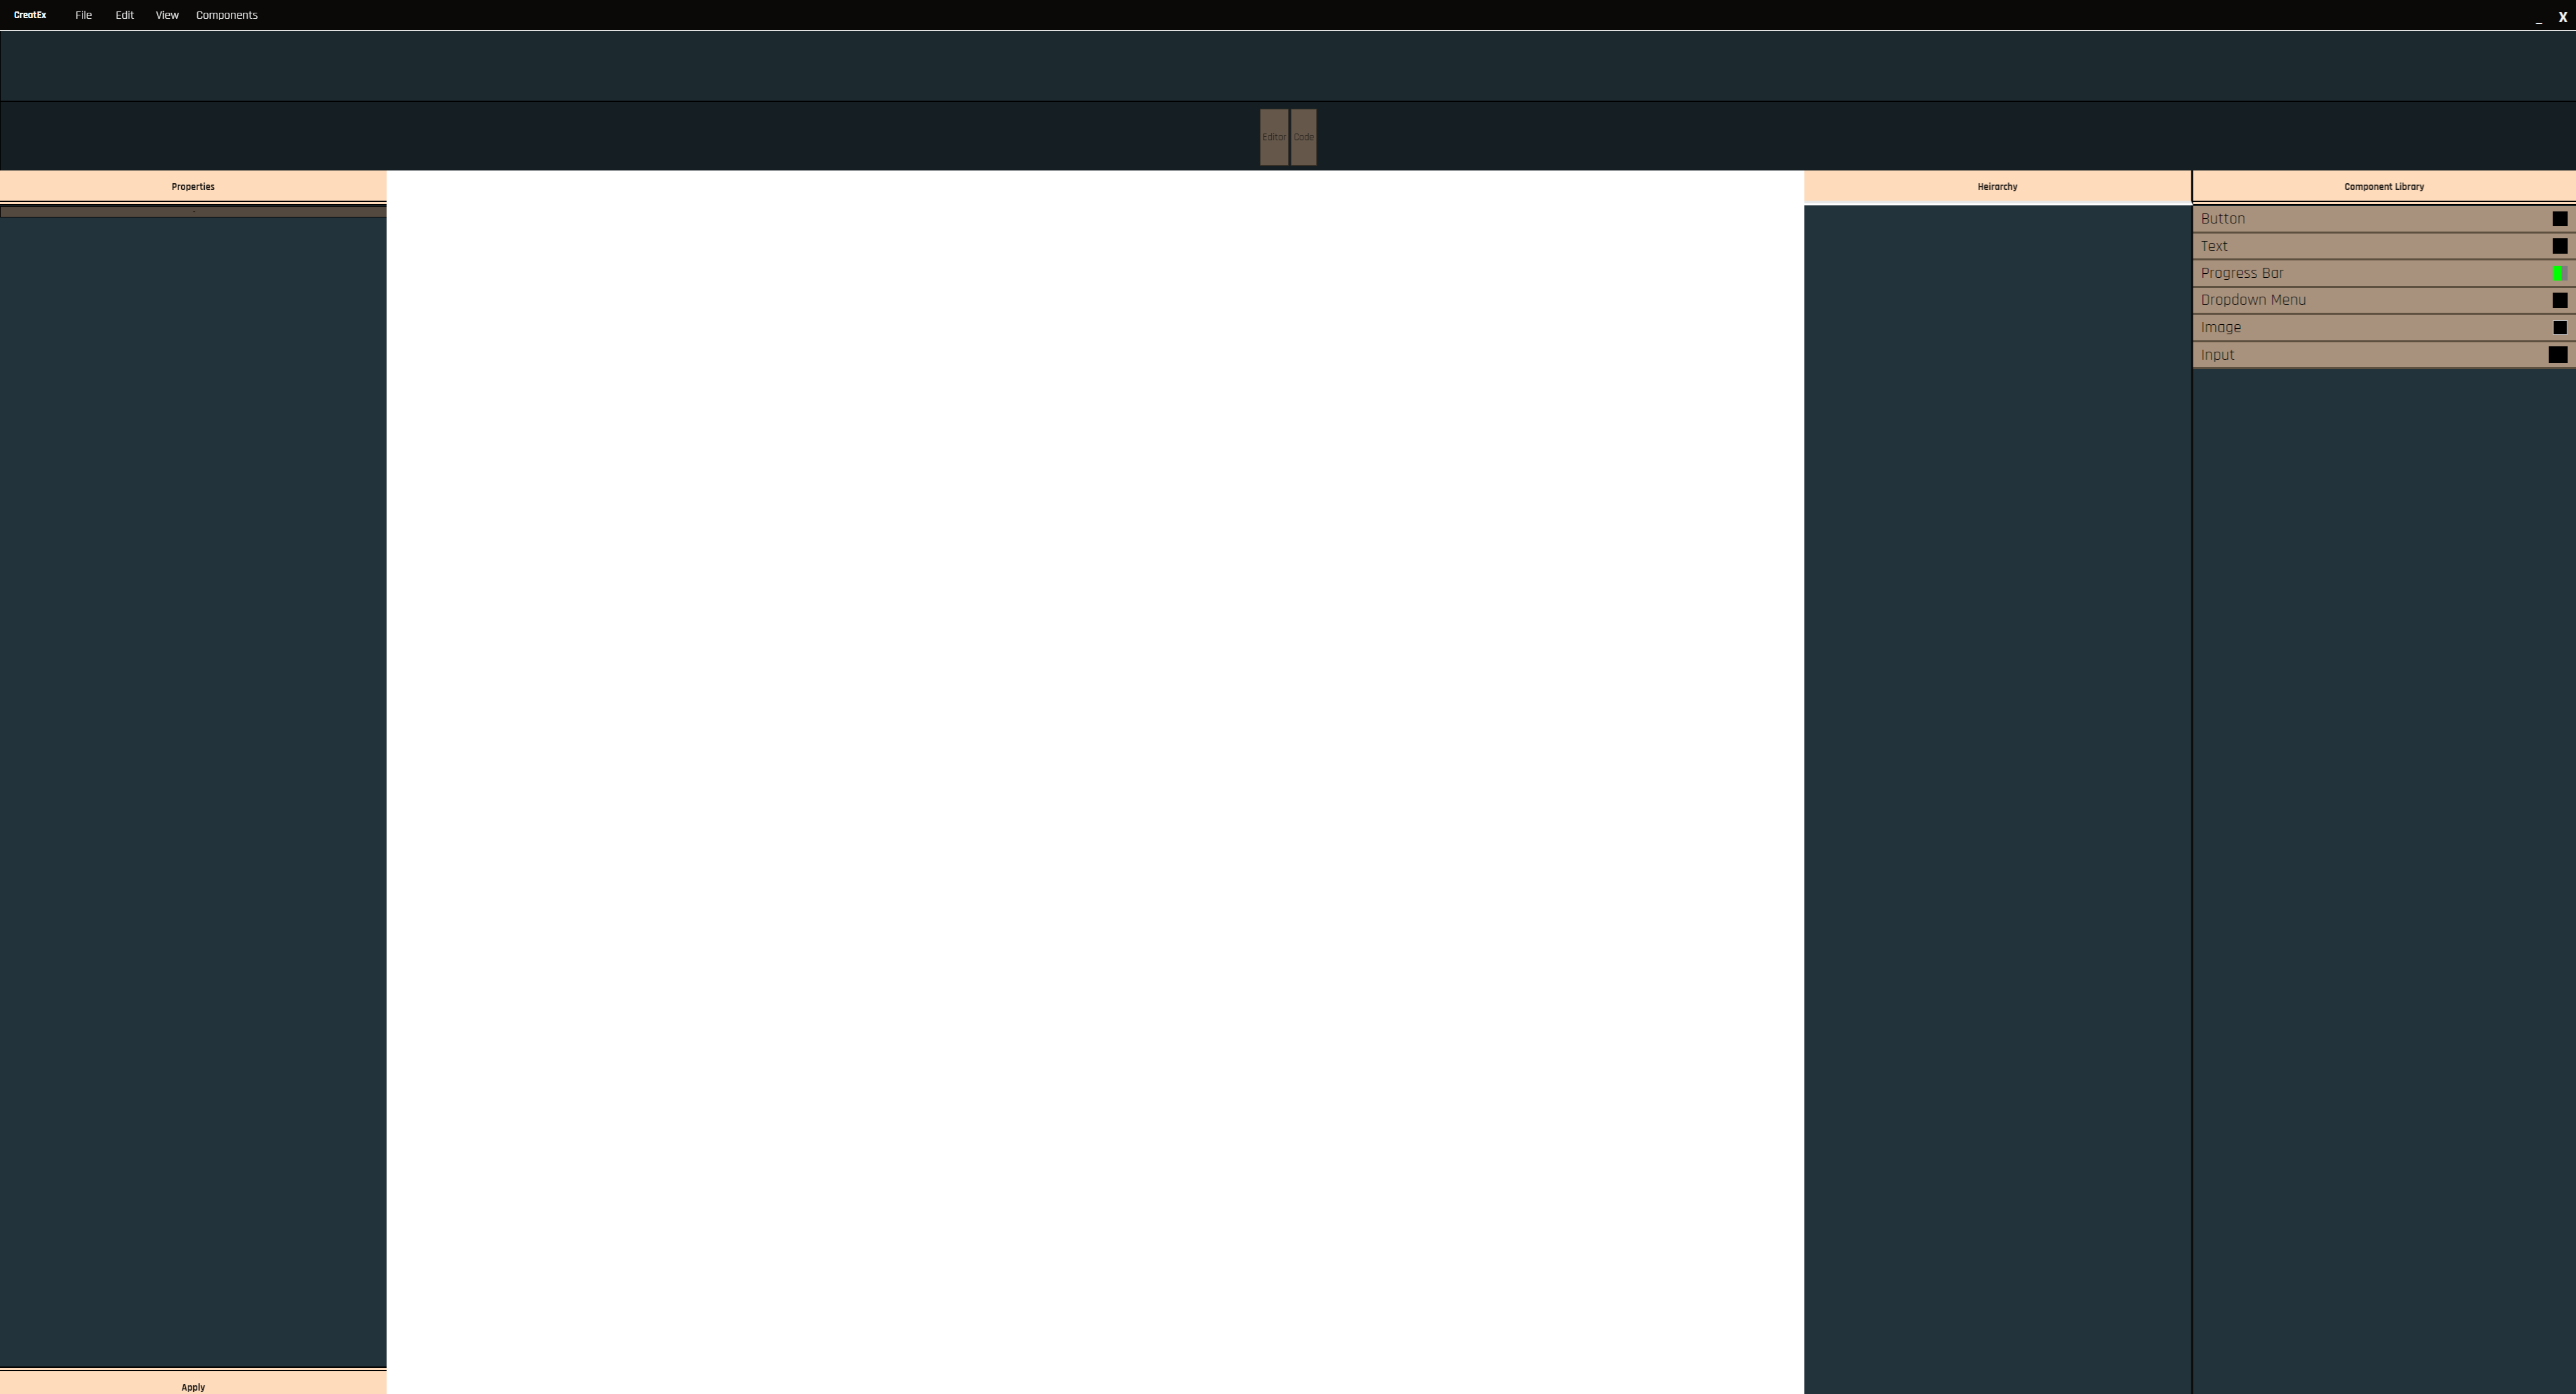 CreatEx File Edit View Components _ X
Editor Code
Properties
Heirarchy
Component Library
Button
Text
Progress Bar
Dropdown Menu
Image
Input
Apply